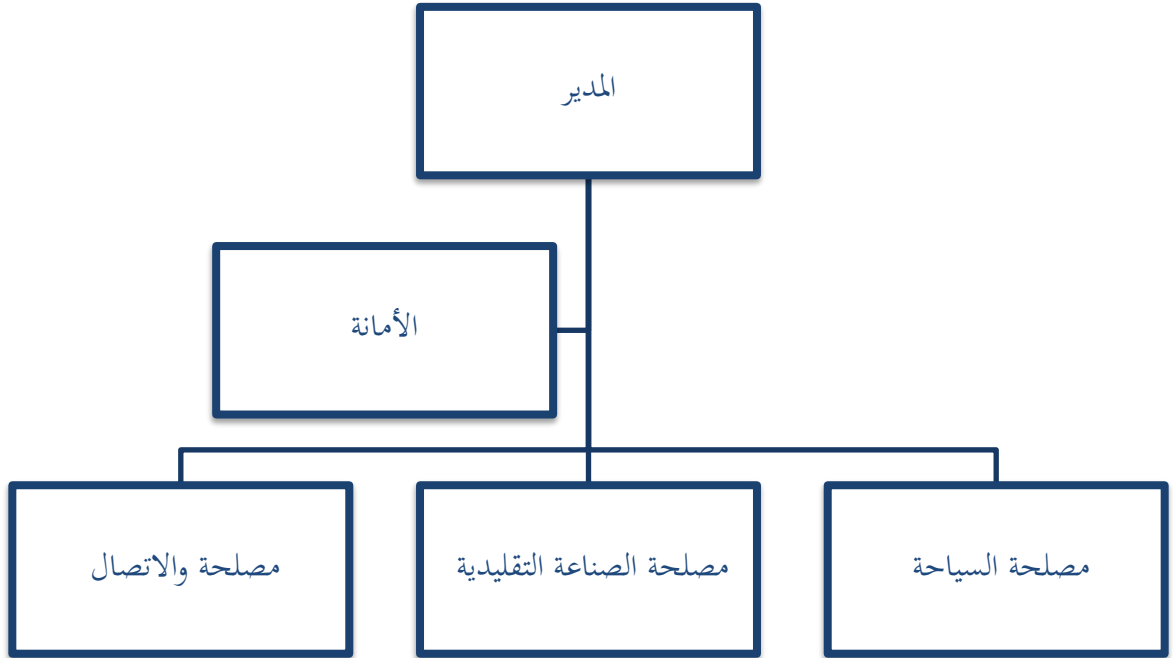 المدير
الأمانة
مصلحة السياحة
مصلحة الصناعة التقليدية
مصلحة والاتصال